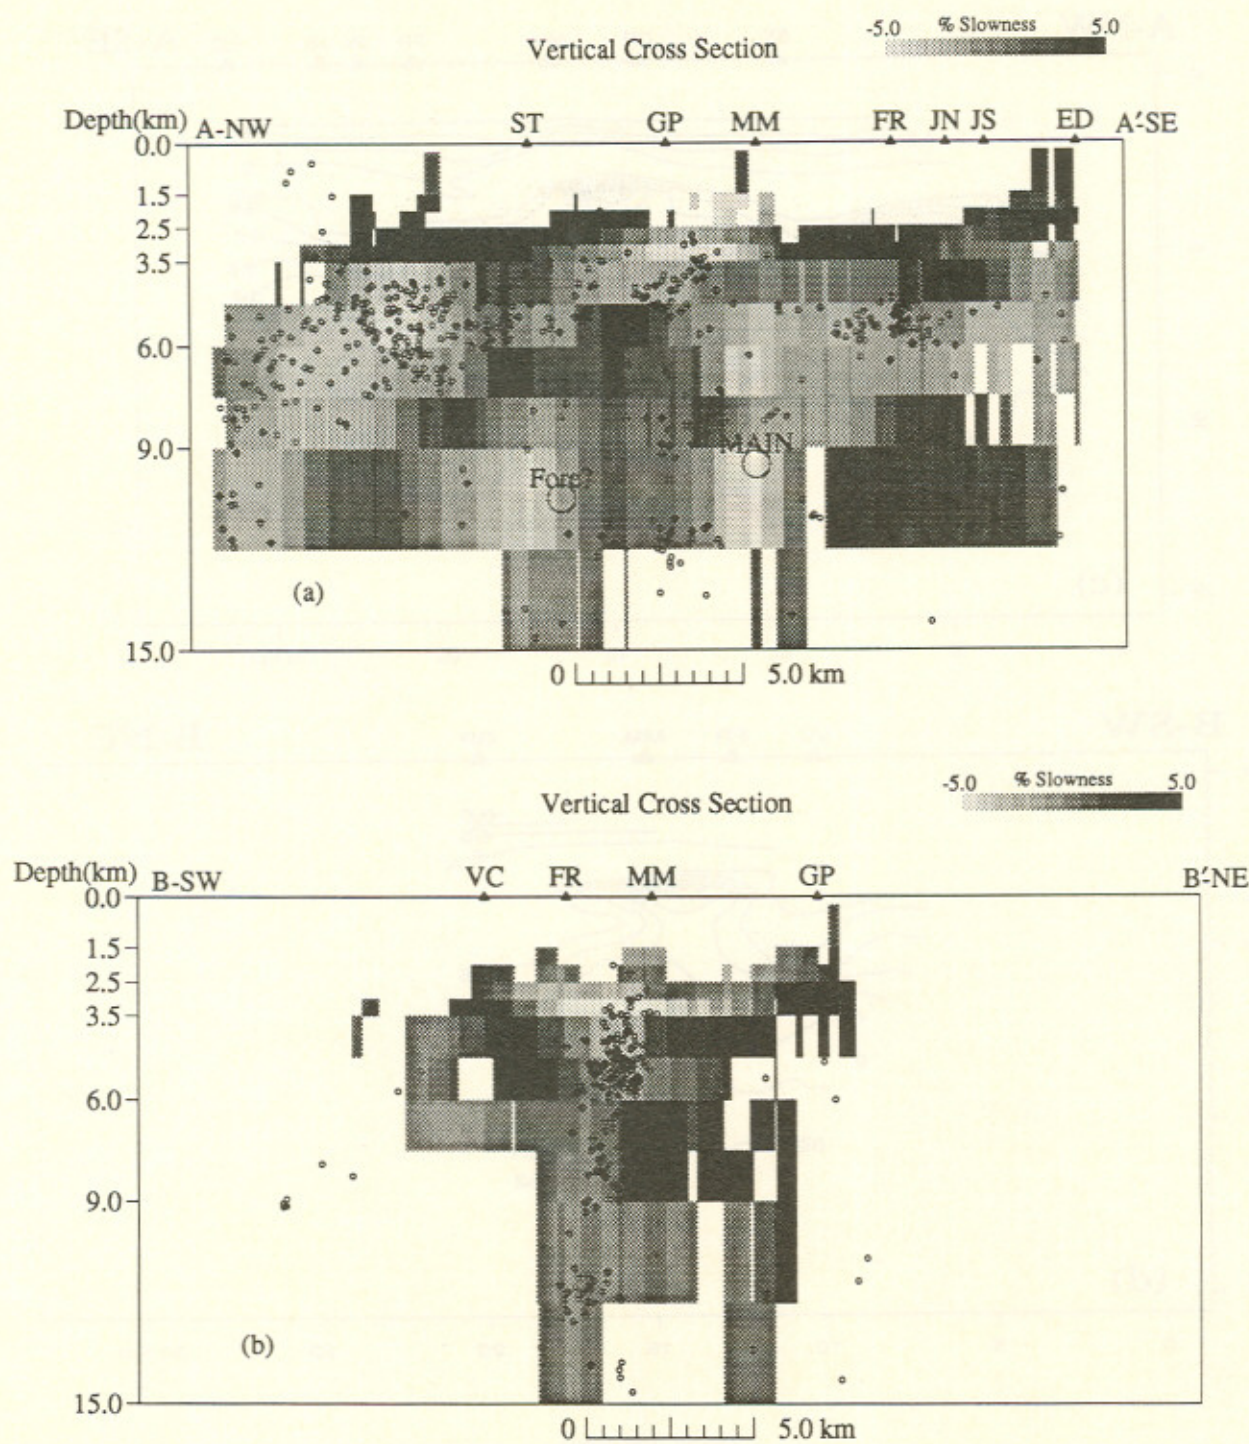 -5.0 % Slowness 5.0
Vertical Cross Section
Depth(km) A-NW ST GP MM FR JN JS ED A'-SE
0.0
1.5
2.5
3.5
6.0
9.0
MAIN
Fore?
(a)
15.0
0 5.0 km
-5.0 % Slowness 5.0
Vertical Cross Section
Depth(km) B-SW VC FR MM GP B'-NE
0.0
1.5
2.5
3.5
6.0
9.0
(b)
15.0
0 5.0 km